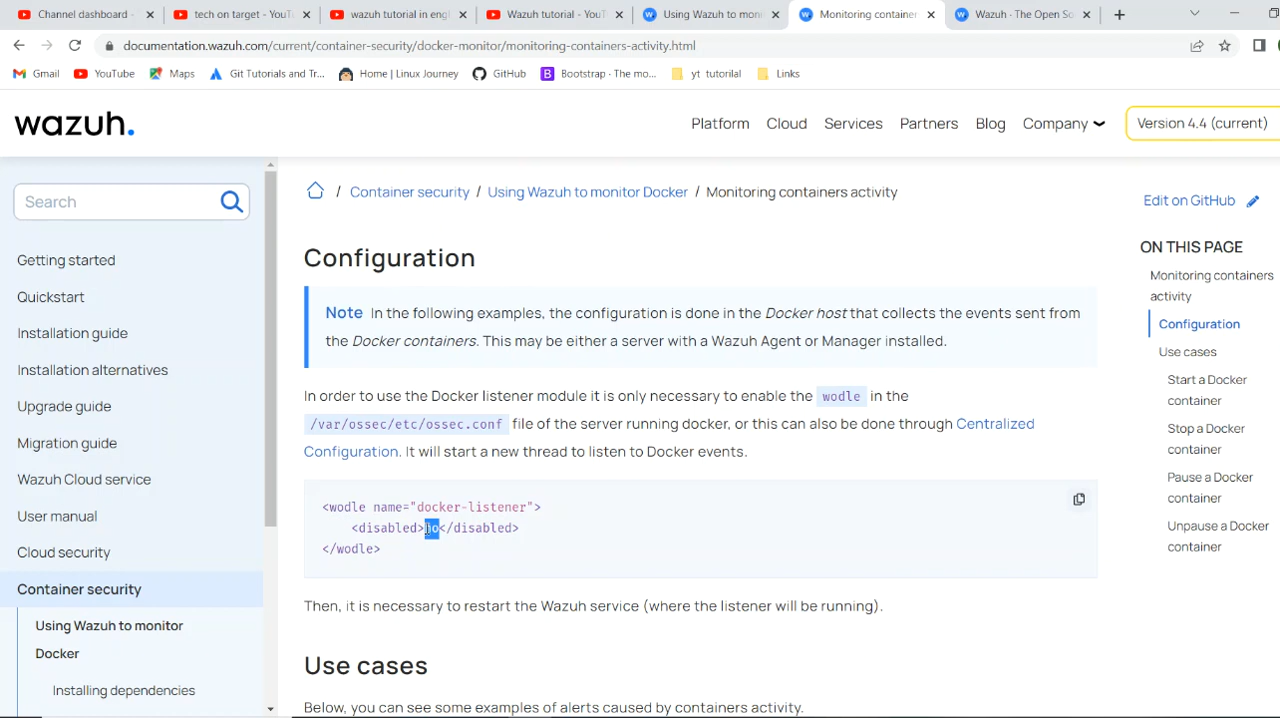 Channel dashboard -
tech on target - YouTu
wazuh tutorial in engl
Wazuh tutorial - YouT
Using Wazuh to moni
Monitoring container
Wazuh - The Open So
documentation.wazuh.com/current/container-security/docker-monitor/monitoring-containers-activity.html
Gmail
YouTube
Maps
Git Tutorials and Tr...
Home | Linux Journey
GitHub
Bootstrap · The mo...
yt tutorilal
Links
wazuh.
Platform
Cloud
Services
Partners
Blog
Company
Version 4.4 (current)
Search
Getting started
Quickstart
Installation guide
Installation alternatives
Upgrade guide
Migration guide
Wazuh Cloud service
User manual
Cloud security
Container security
Using Wazuh to monitor
Docker
Installing dependencies
/ Container security / Using Wazuh to monitor Docker / Monitoring containers activity
Configuration
Note In the following examples, the configuration is done in the Docker host that collects the events sent from
the Docker containers. This may be either a server with a Wazuh Agent or Manager installed.
In order to use the Docker listener module it is only necessary to enable the wodle in the
/var/ossec/etc/ossec.conf file of the server running docker, or this can also be done through Centralized
Configuration. It will start a new thread to listen to Docker events.
<wodle name="docker-listener">
<disabled>no</disabled>
</wodle>
Then, it is necessary to restart the Wazuh service (where the listener will be running).
Use cases
Below, you can see some examples of alerts caused by containers activity.
Edit on GitHub
ON THIS PAGE
Monitoring containers
activity
Configuration
Use cases
Start a Docker
container
Stop a Docker
container
Pause a Docker
container
Unpause a Docker
container